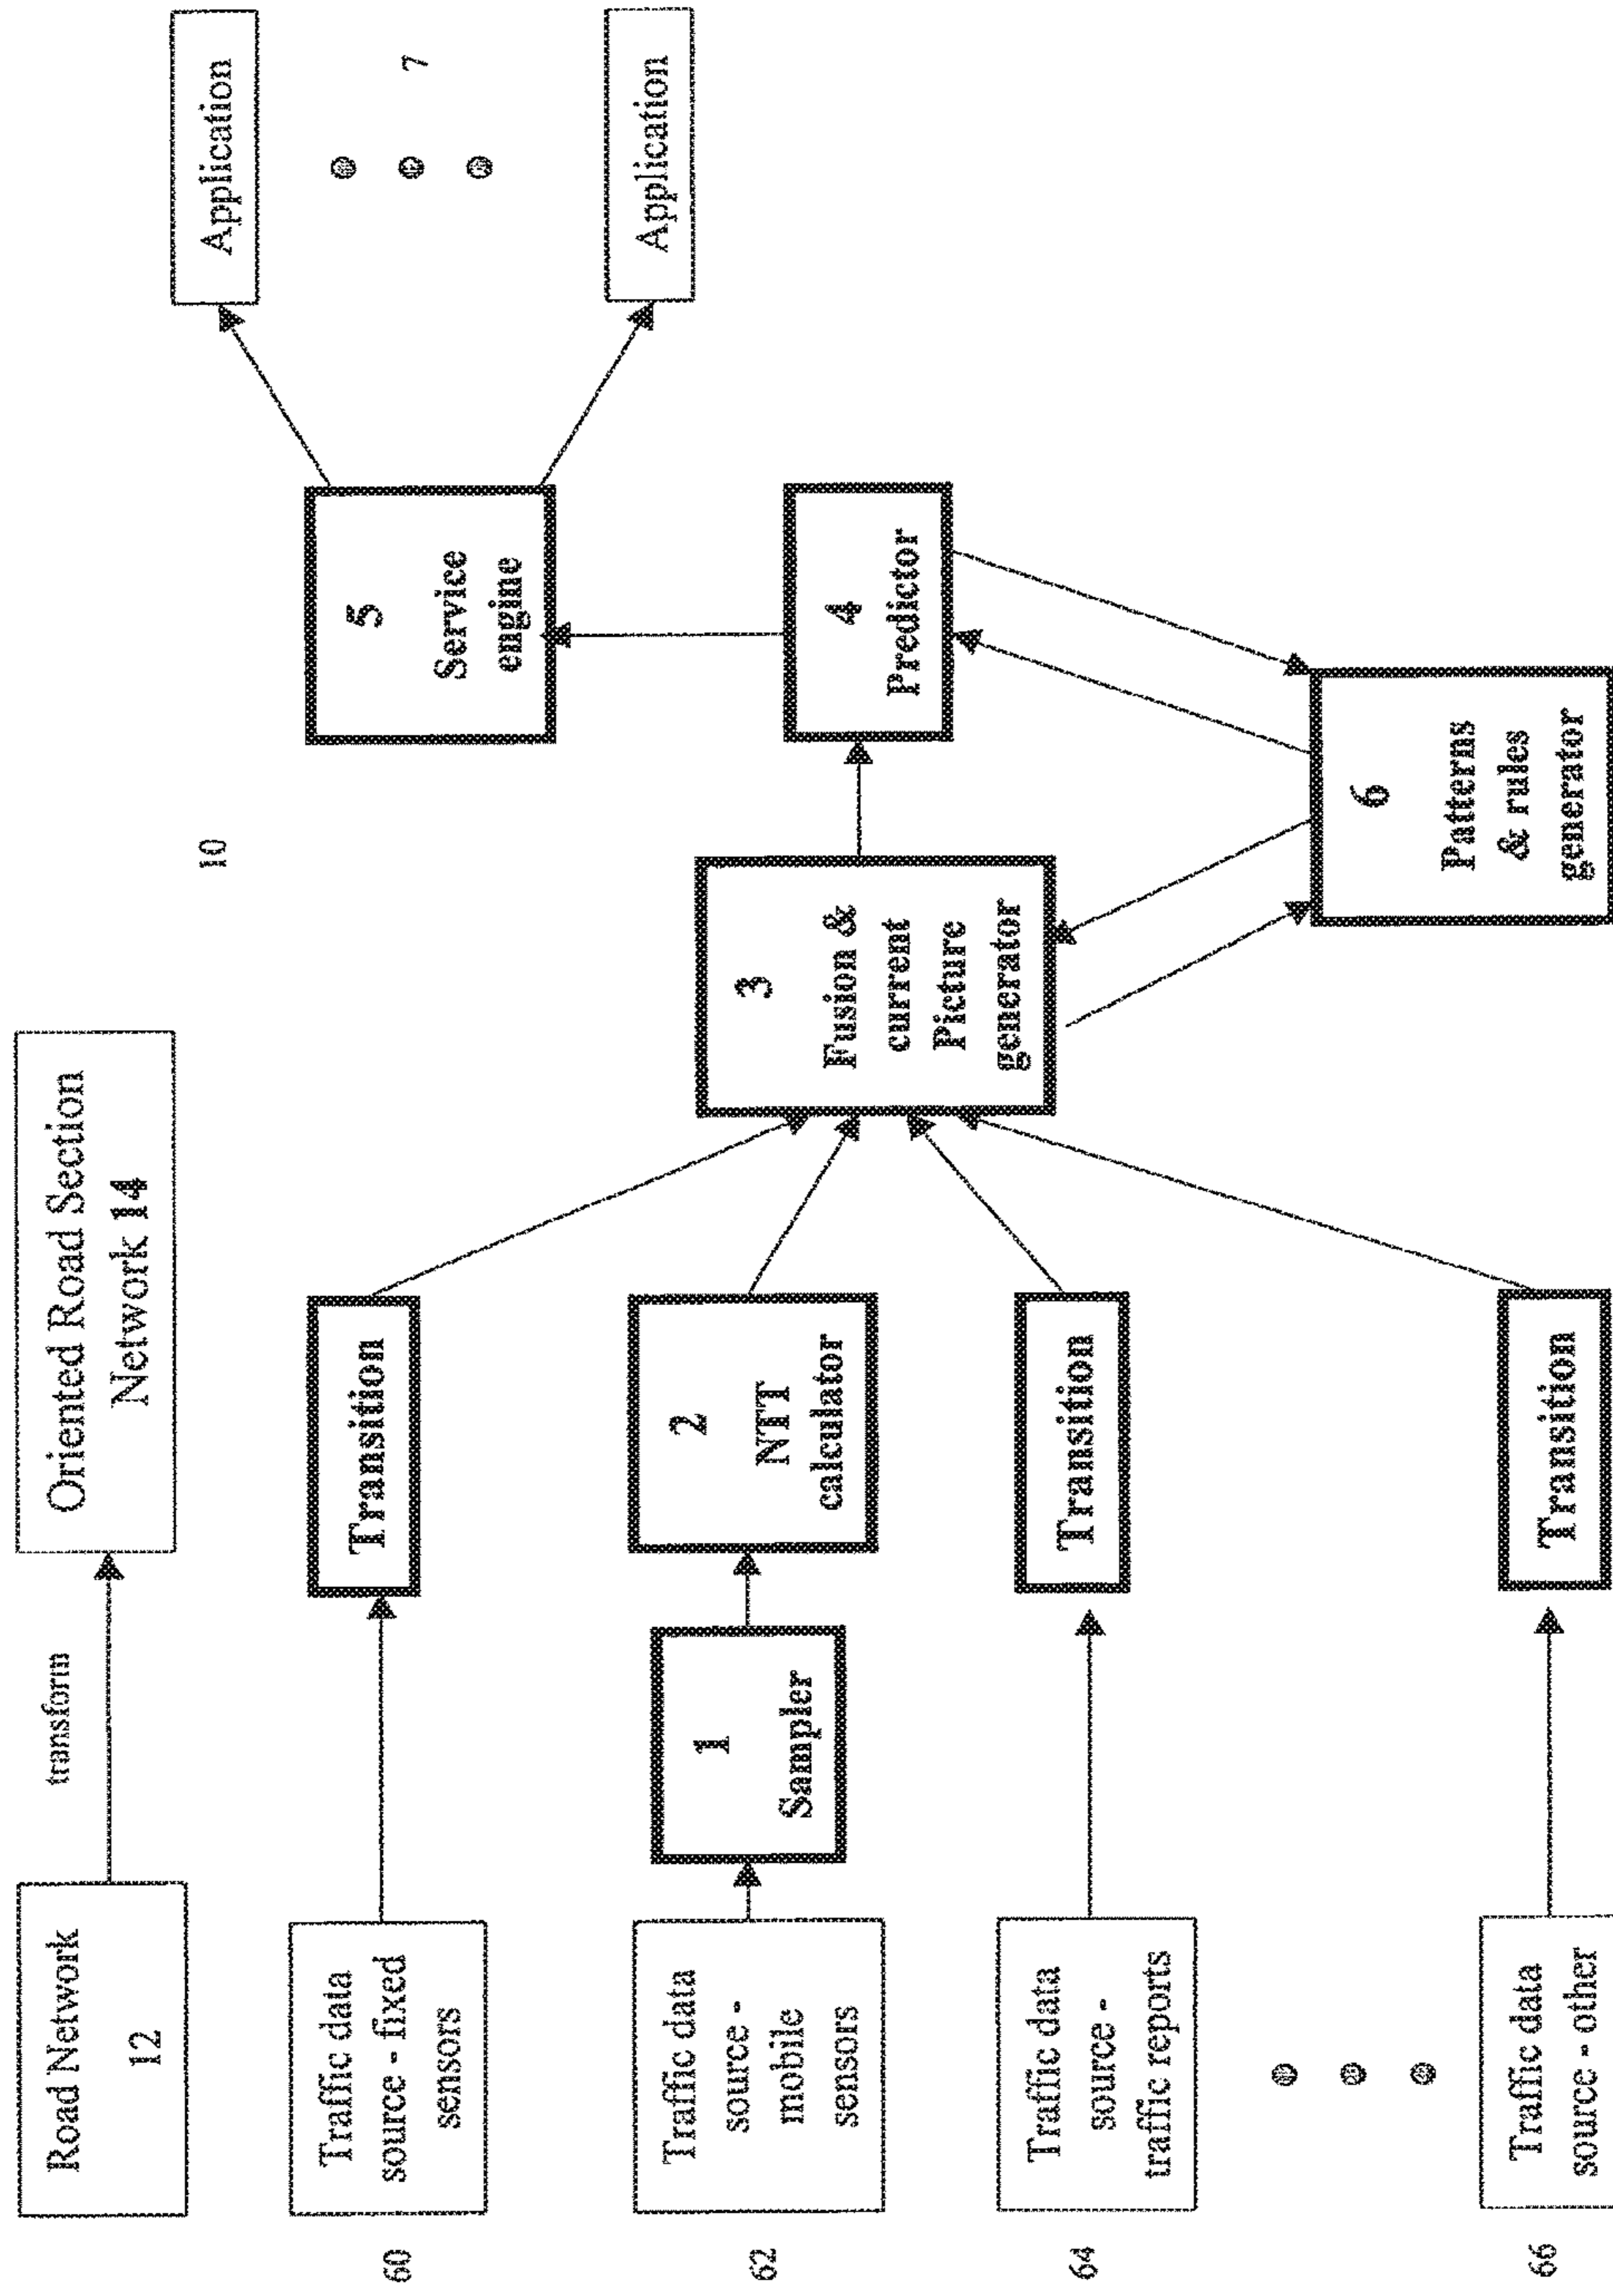 Road Network
12
transform
Oriented Road Section
Network 14
10
60
Traffic data
source - fixed
sensors
Transition
62
Traffic data
source -
mobile
sensors
1
Sampler
2
NTT
calculator
64
Traffic data
source -
traffic reports
Transition
66
Traffic data
source - other
Transition
3
Fusion &
current
Picture
generator
4
Predictor
5
Service
engine
6
Patterns
& rules
generator
Application
7
Application